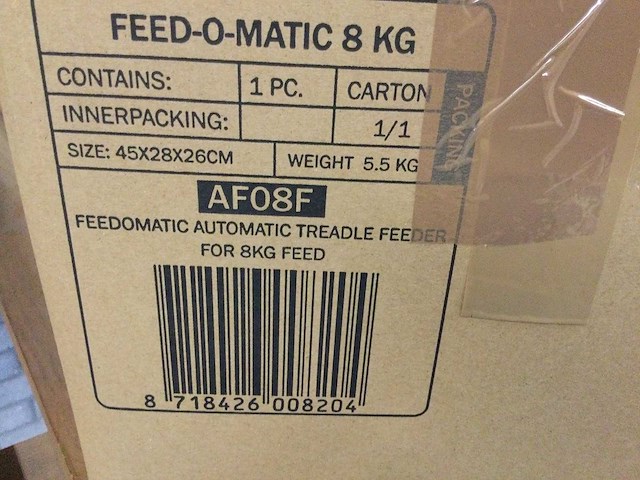 FEED-O-MATIC 8 KG
CONTAINS: 1 PC. CARTON
INNERPACKING: 1/1
PACKING
SIZE: 45X28X26CM WEIGHT 5.5 KG
AF08F
FEEDOMATIC AUTOMATIC TREADLE FEEDER
FOR 8KG FEED
8 718426 008204